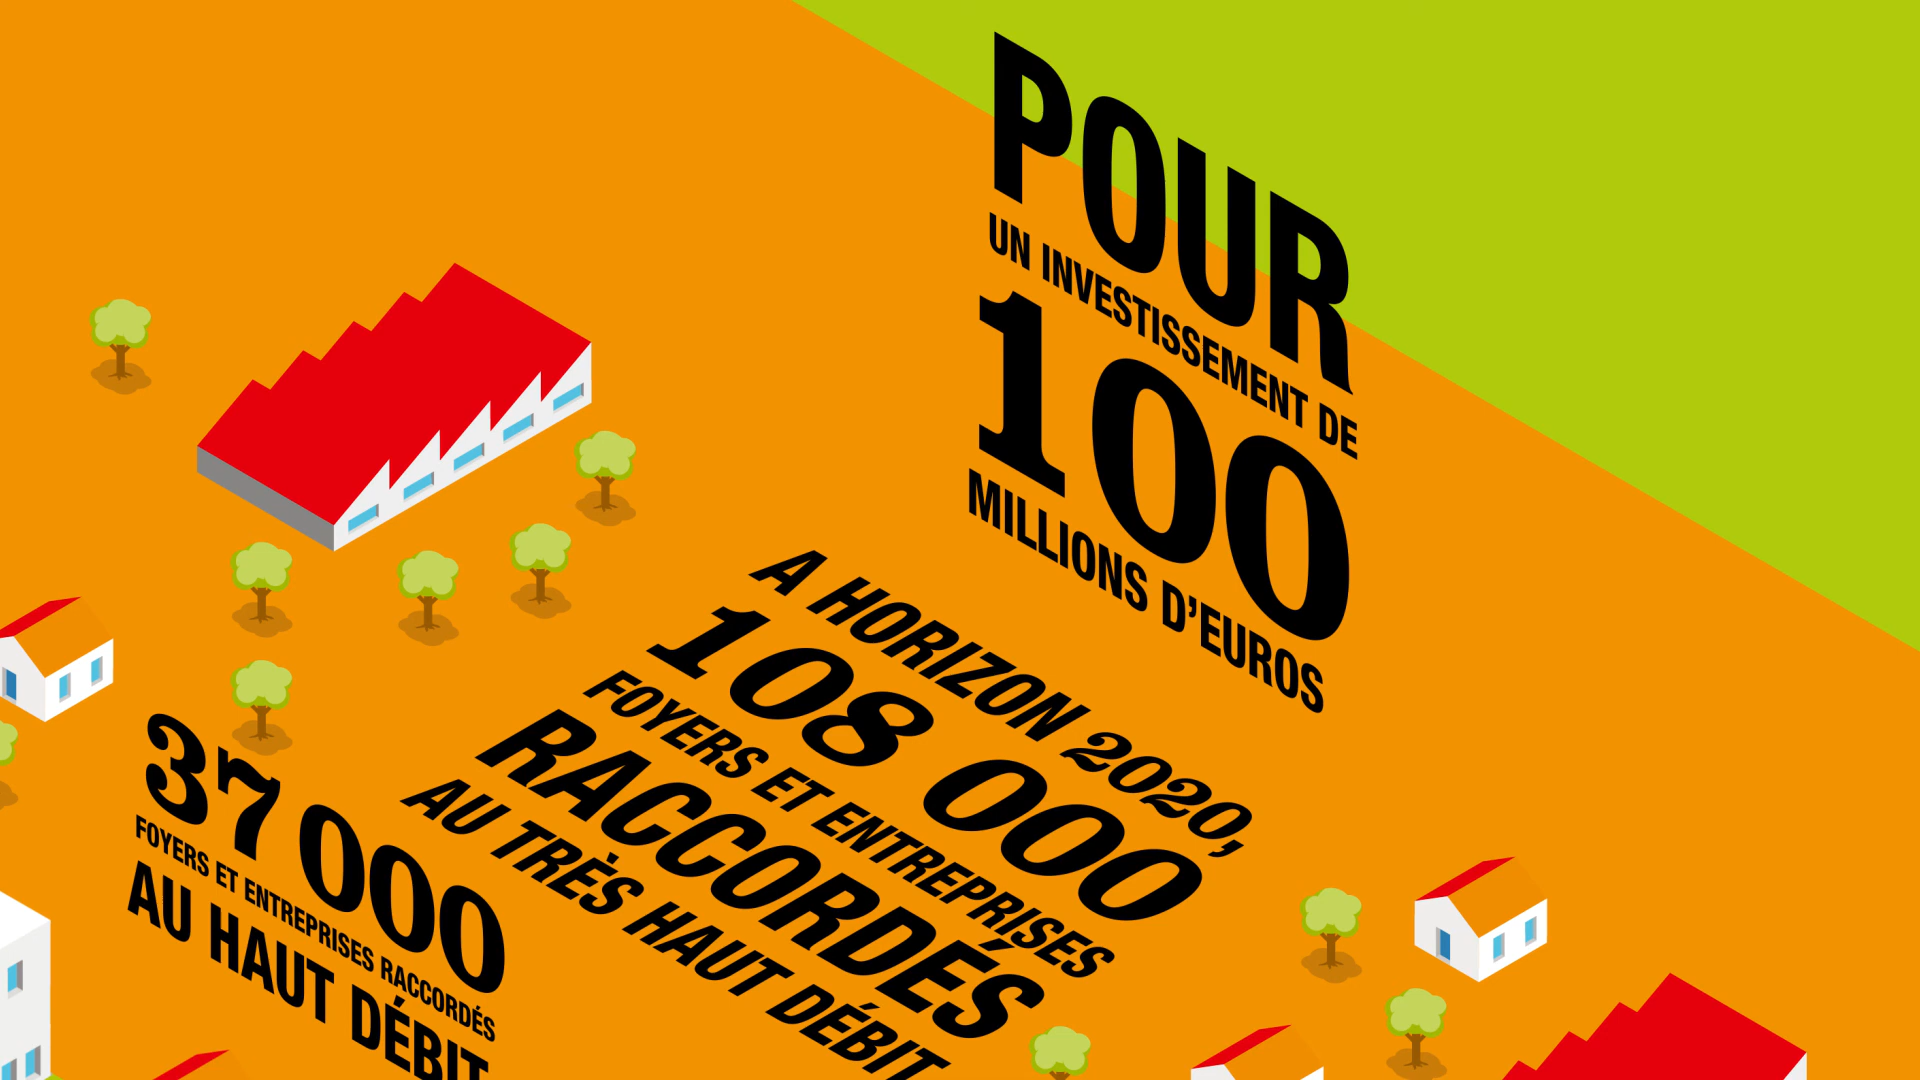 POUR
UN INVESTISSEMENT DE
100
MILLIONS D'EUROS
A HORIZON 2020,
108 000
FOYERS ET ENTREPRISES
RACCORDÉS
AU TRÈS HAUT DÉBIT
37 000
FOYERS ET ENTREPRISES RACCORDÉS
AU HAUT DÉBIT